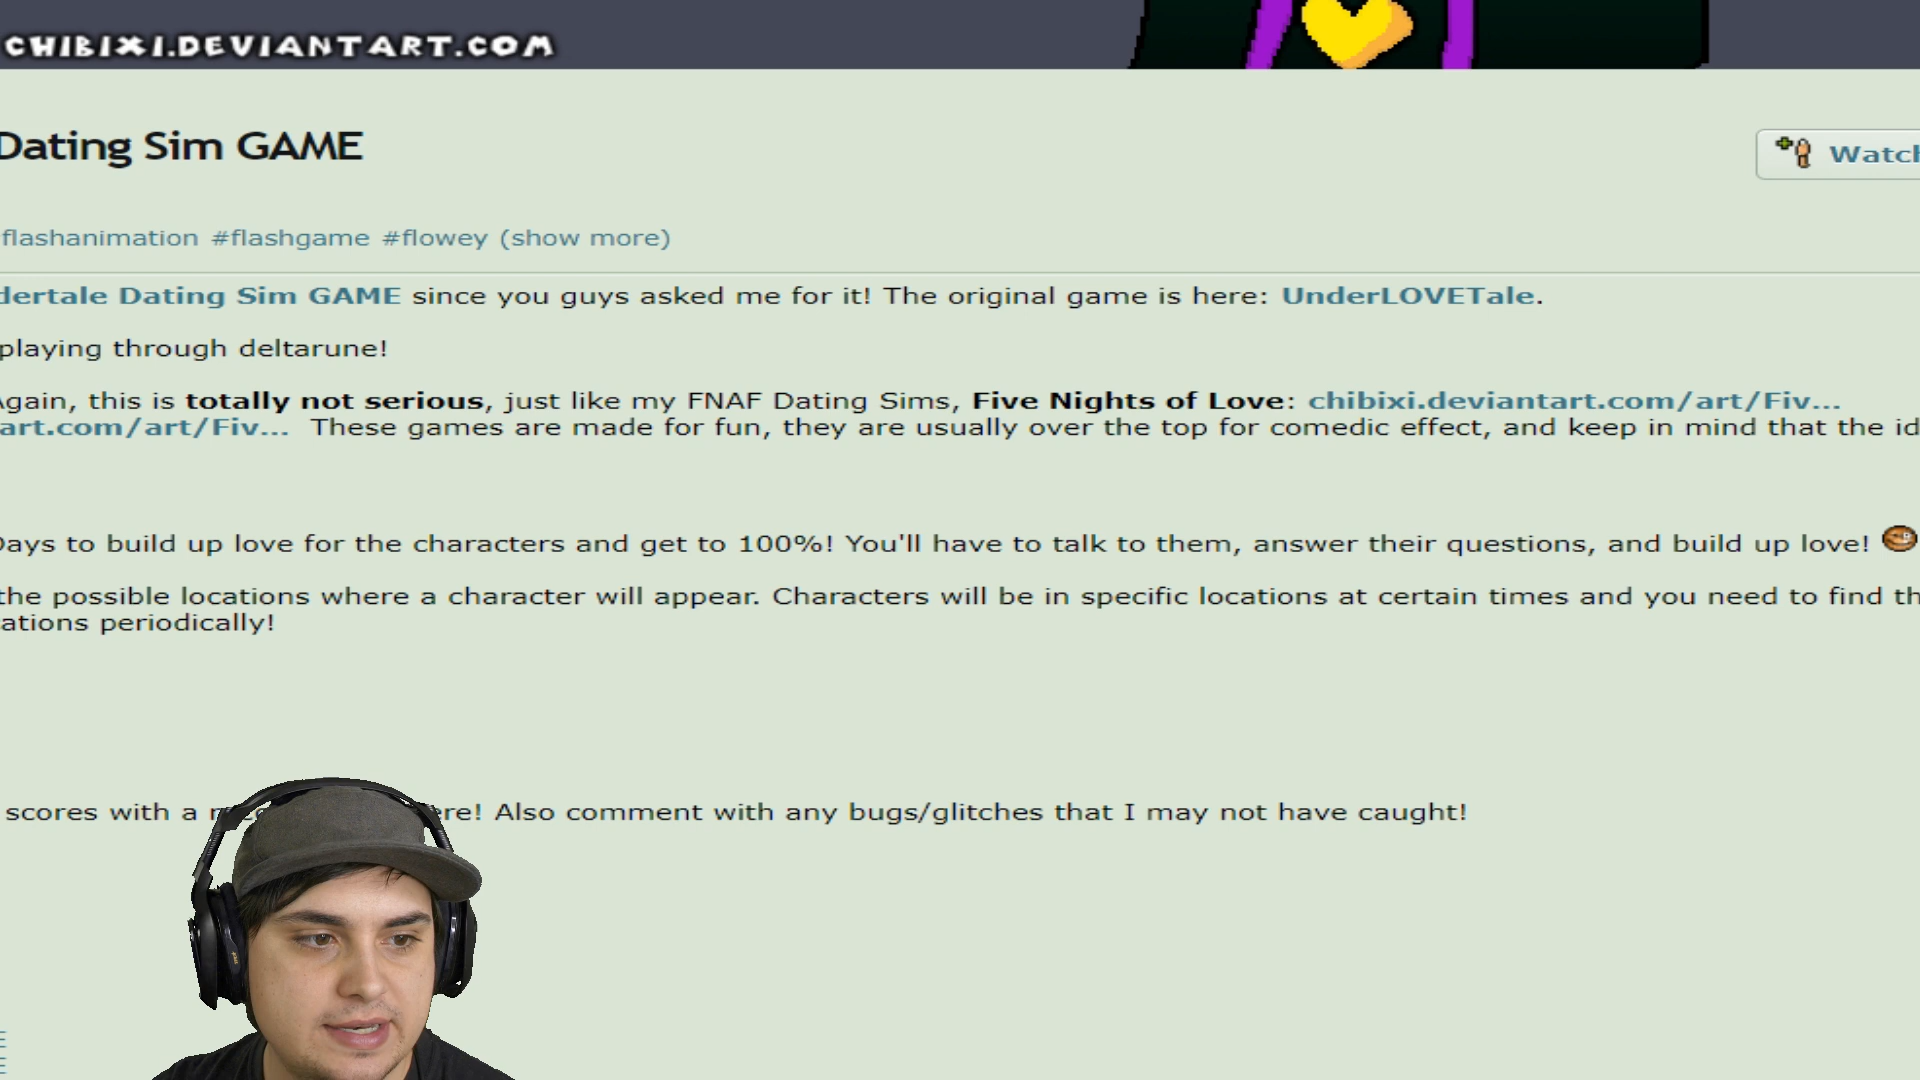 CHIBIXI.DEVIANTART.COM
Dating Sim GAME
Watch
flashanimation #flashgame #flowey (show more)
dertale Dating Sim GAME since you guys asked me for it! The original game is here: UnderLOVETale.
playing through deltarune!
Again, this is totally not serious, just like my FNAF Dating Sims, Five Nights of Love: chibixi.deviantart.com/art/Fiv...
art.com/art/Fiv... These games are made for fun, they are usually over the top for comedic effect, and keep in mind that the id
Days to build up love for the characters and get to 100%! You'll have to talk to them, answer their questions, and build up love!
the possible locations where a character will appear. Characters will be in specific locations at certain times and you need to find th
ations periodically!
scores with a ere! Also comment with any bugs/glitches that I may not have caught!